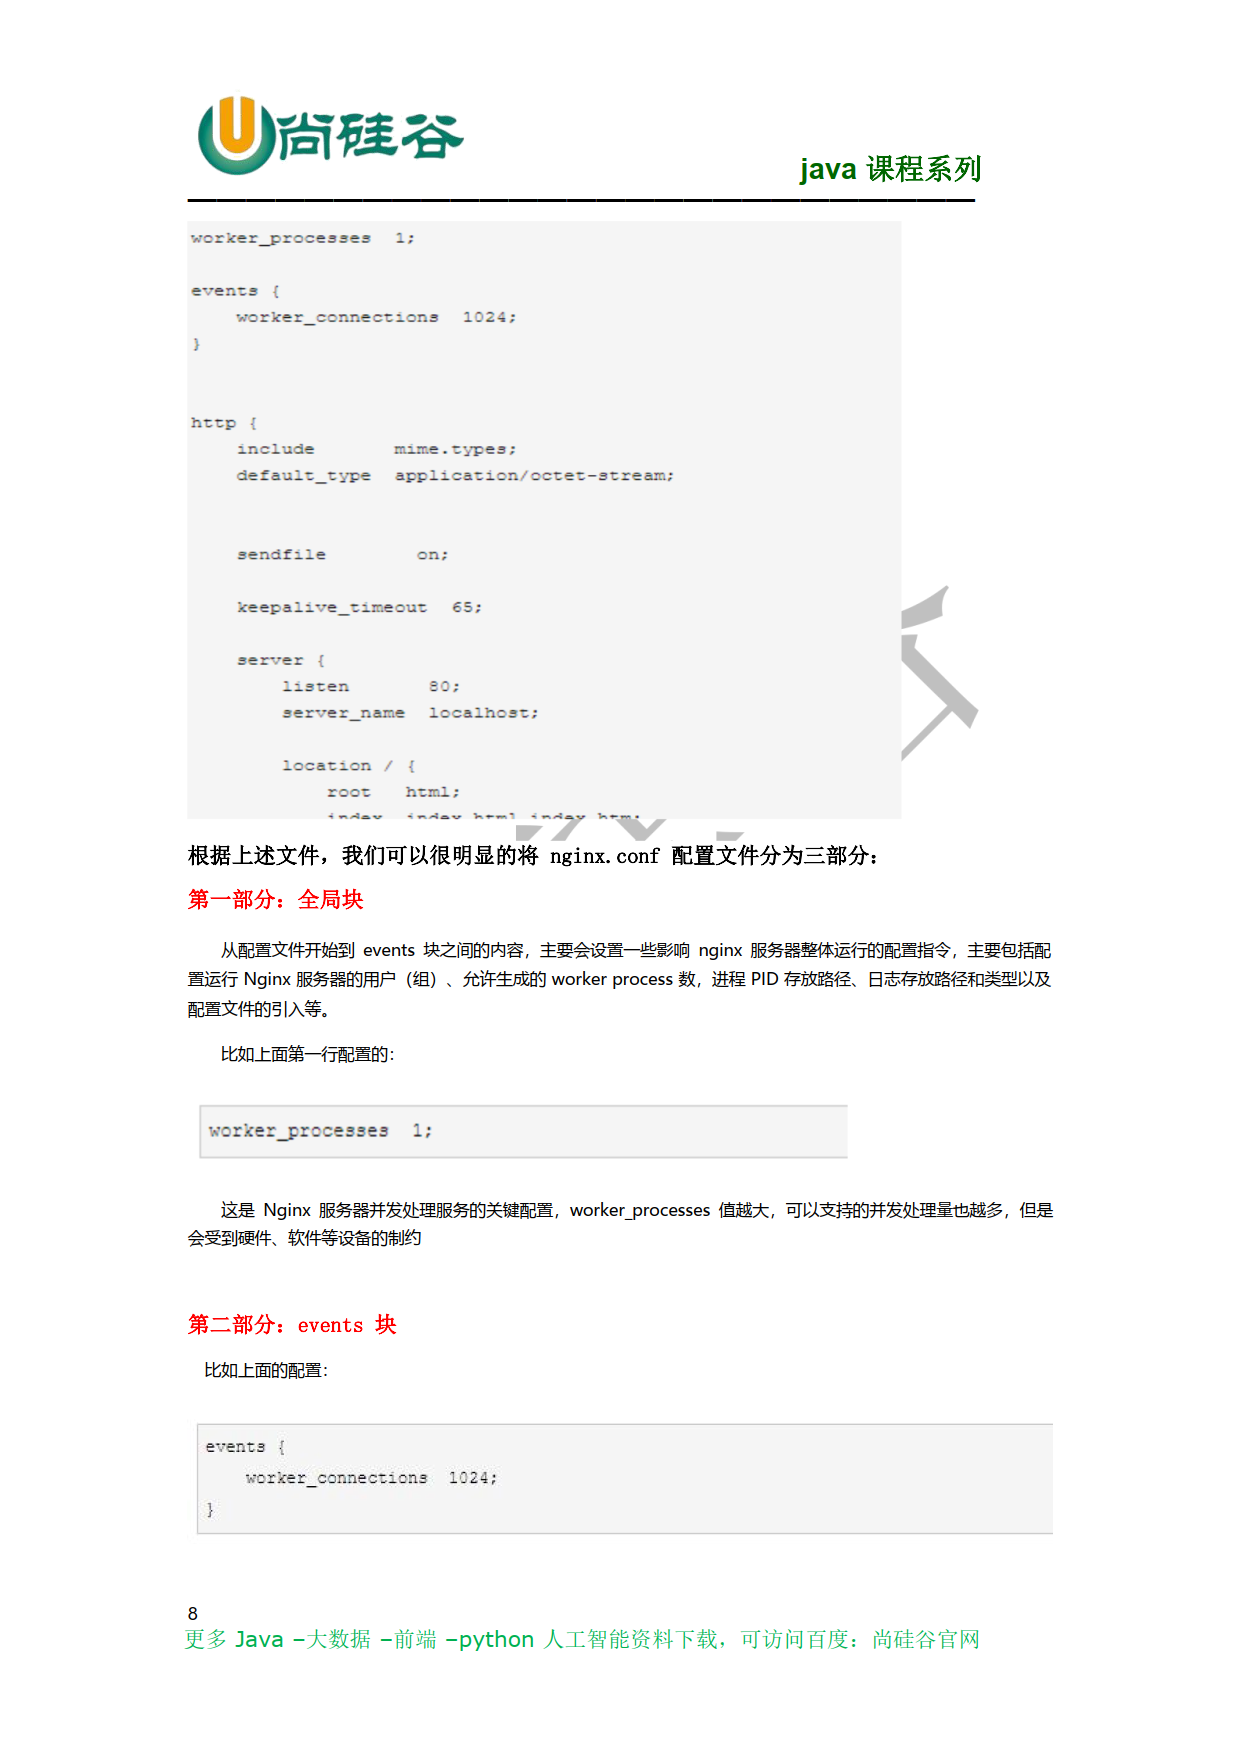 尚硅谷
java 课程系列
worker_processes  1;
events {
    worker_connections  1024;
}
http {
    include       mime.types;
    default_type  application/octet-stream;
    sendfile        on;
    keepalive_timeout  65;
    server {
        listen       80;
        server_name  localhost;
        location / {
            root   html;
            index  index.html index.htm;
根据上述文件，我们可以很明显的将 nginx.conf 配置文件分为三部分：
第一部分：全局块
从配置文件开始到 events 块之间的内容，主要会设置一些影响 nginx 服务器整体运行的配置指令，主要包括配
置运行 Nginx 服务器的用户（组）、允许生成的 worker process 数，进程 PID 存放路径、日志存放路径和类型以及
配置文件的引入等。
比如上面第一行配置的：
worker_processes  1;
这是 Nginx 服务器并发处理服务的关键配置，worker_processes 值越大，可以支持的并发处理量也越多，但是
会受到硬件、软件等设备的制约
第二部分：events 块
比如上面的配置：
events {
    worker_connections  1024;
}
8
更多 Java –大数据 –前端 –python 人工智能资料下载，可访问百度：尚硅谷官网